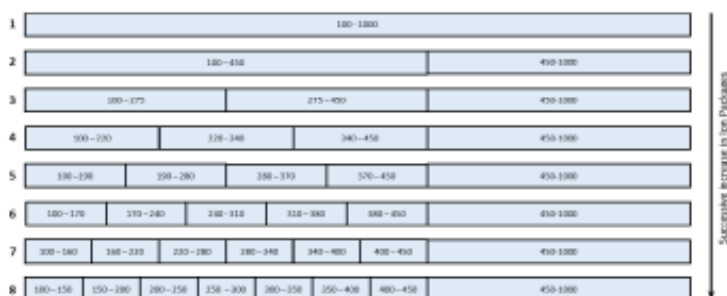 1 100-1000
2 100-450 450-1000
3 100-275 275-450 450-1000
4 100-220 220-340 340-450 450-1000
5 100-190 190-280 280-370 370-450 450-1000
6 100-170 170-240 240-310 310-380 380-450 450-1000
7 100-160 160-220 220-280 280-340 340-400 400-450 450-1000
8 100-150 150-200 200-250 250-300 300-350 350-400 400-450 450-1000
Successive increase in Ion Packages